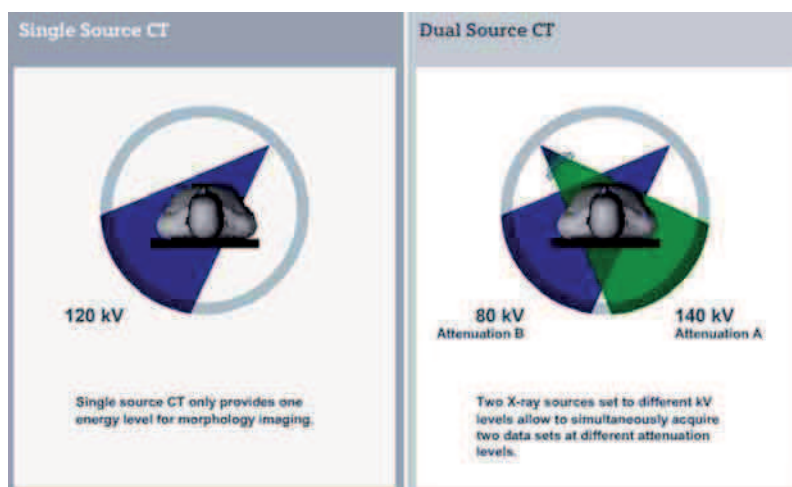 Single Source CT
120 kV
Single source CT only provides one
energy level for morphology imaging.
Dual Source CT
80 kV
Attenuation B
140 kV
Attenuation A
Two X-ray sources set to different kV
levels allow to simultaneously acquire
two data sets at different attenuation
levels.